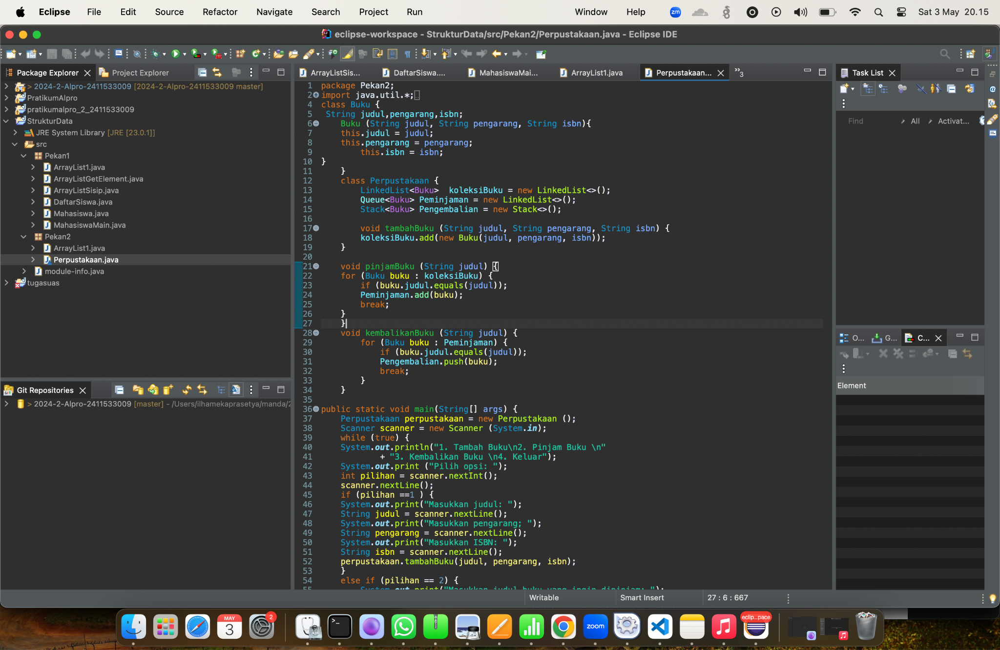 Eclipse File Edit Source Refactor Navigate Search Project Run Window Help zm Sat 3 May 20.15
eclipse-workspace - StrukturData/src/Pekan2/Perpustakaan.java - Eclipse IDE
Package Explorer Project Explorer
> 2024-2-Alpro-2411533009 [2024-2-Alpro-2411533009 master]
PratikumAlpro
pratikumalpro_2_2411533009
StrukturData
JRE System Library [JRE [23.0.1]]
src
Pekan1
ArrayList1.java
ArrayListGetElement.java
ArrayListSisip.java
DaftarSiswa.java
Mahasiswa.java
MahasiswaMain.java
Pekan2
ArrayList1.java
Perpustakaan.java
module-info.java
tugasuas
Git Repositories
> 2024-2-Alpro-2411533009 [master] - /Users/ilhamekaprasetya/manda/2
ArrayListSis... DaftarSiswa.... MahasiswaMai... ArrayList1.java Perpustakaan... »3
1 package Pekan2;
2 import java.util.*;
4 class Buku {
5 String judul,pengarang,isbn;
6 Buku (String judul, String pengarang, String isbn){
7 this.judul = judul;
8 this.pengarang = pengarang;
9 this.isbn = isbn;
10 }
11 }
12 class Perpustakaan {
13 LinkedList<Buku> koleksiBuku = new LinkedList<>();
14 Queue<Buku> Peminjaman = new LinkedList<>();
15 Stack<Buku> Pengembalian = new Stack<>();
16
17 void tambahBuku (String judul, String pengarang, String isbn) {
18 koleksiBuku.add(new Buku(judul, pengarang, isbn));
19 }
20
21 void pinjamBuku (String judul) {
22 for (Buku buku : koleksiBuku) {
23 if (buku.judul.equals(judul));
24 Peminjaman.add(buku);
25 break;
26 }
27 }
28 void kembalikanBuku (String judul) {
29 for (Buku buku : Peminjaman) {
30 if (buku.judul.equals(judul));
31 Pengembalian.push(buku);
32 break;
33 }
34 }
35
36 public static void main(String[] args) {
37 Perpustakaan perpustakaan = new Perpustakaan ();
38 Scanner scanner = new Scanner (System.in);
39 while (true) {
40 System.out.println("1. Tambah Buku\n2. Pinjam Buku \n"
41 + "3. Kembalikan Buku \n4. Keluar");
42 System.out.print ("Pilih opsi: ");
43 int pilihan = scanner.nextInt();
44 scanner.nextLine();
45 if (pilihan ==1 ) {
46 System.out.print("Masukkan judul: ");
47 String judul = scanner.nextLine();
48 System.out.print("Masukkan pengarang; ");
49 String pengarang = scanner.nextLine();
50 System.out.print("Masukkan ISBN: ");
51 String isbn = scanner.nextLine();
52 perpustakaan.tambahBuku(judul, pengarang, isbn);
53 }
54 else if (pilihan == 2) {
55 System.out.print("Masukkan judul buku yang ingin dipinjam: ");
Task List
Find All Activat...
O... G... C...
Element
Writable Smart Insert 27 : 6 : 667
MAY
3
2
zoom
eclip...pace